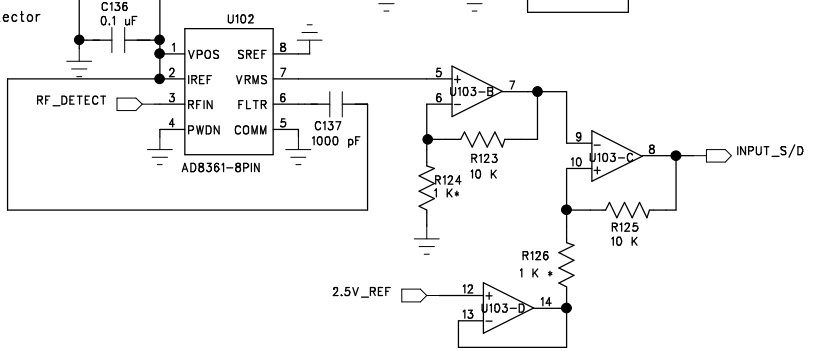 ector
C136
0.1 uF
U102
1
VPOS
SREF
8
2
IREF
VRMS
7
RF_DETECT
3
RFIN
FLTR
6
4
PWDN
COMM
5
AD8361-8PIN
C137
1000 pF
5
+
6
−
U103-B
7
R123
10 K
R124
1 K*
9
−
10
+
U103-C
8
INPUT_S/D
R125
10 K
R126
1 K *
2.5V_REF
12
+
13
−
U103-D
14